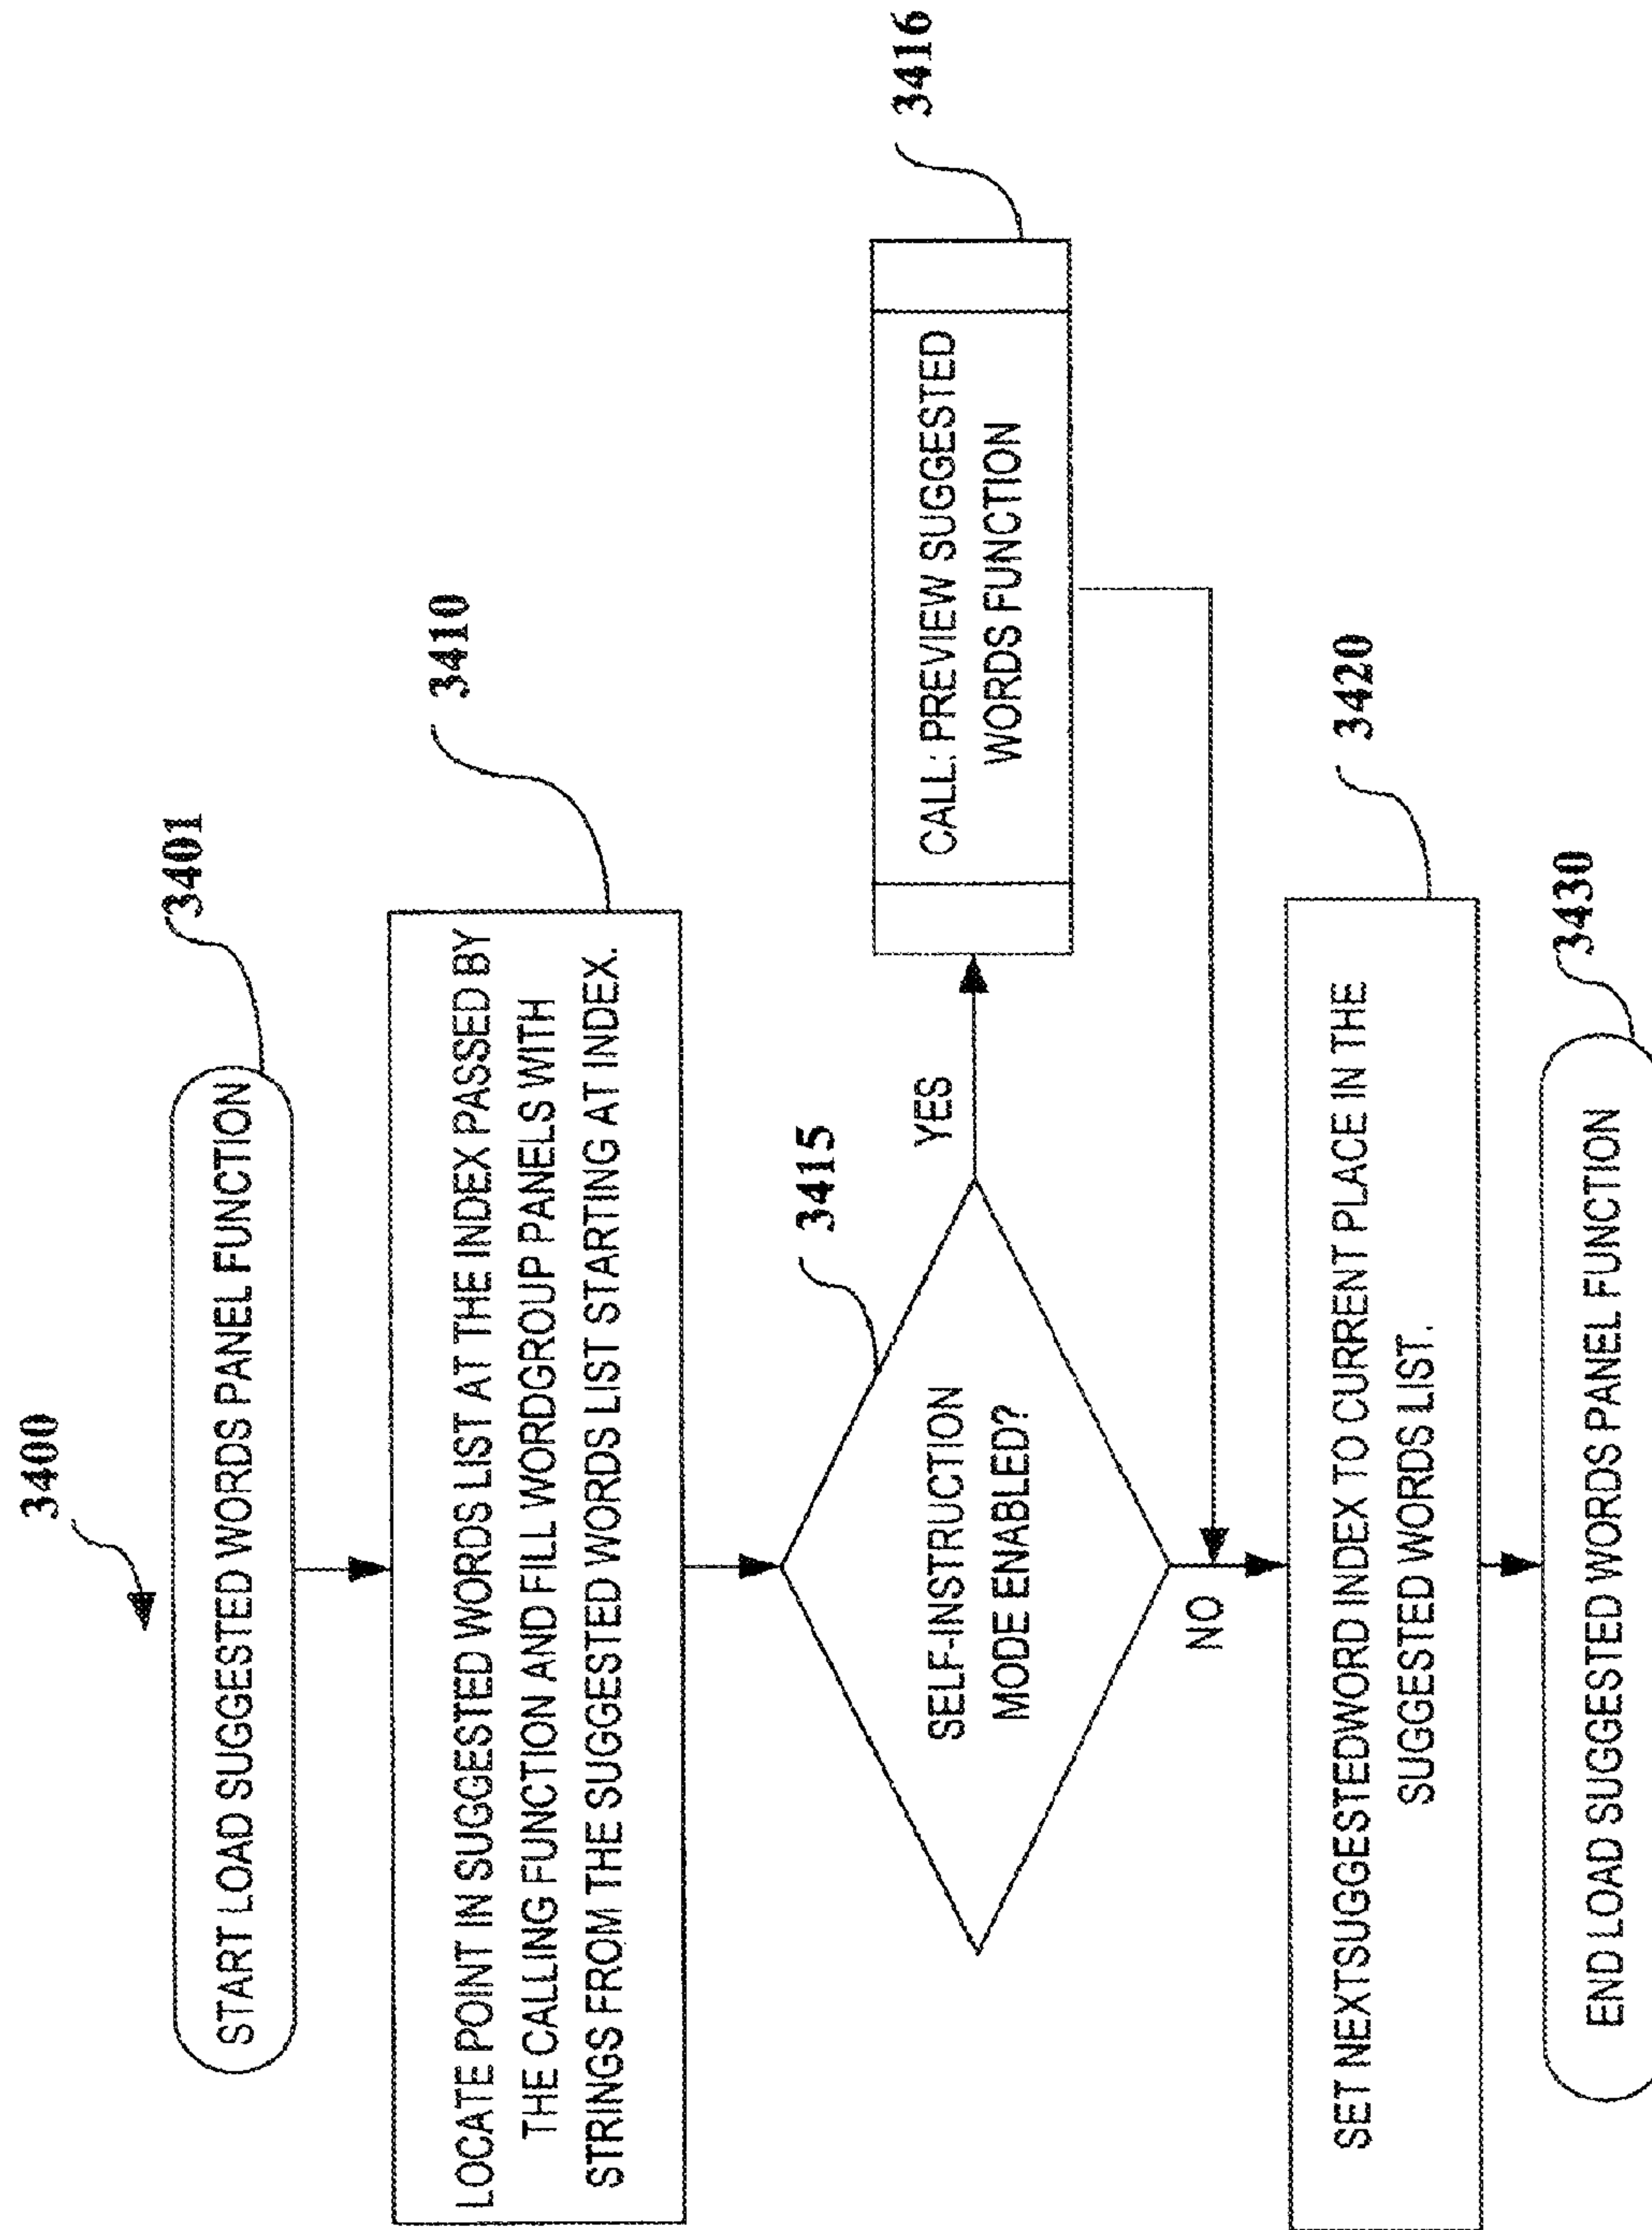 3400
3401
START LOAD SUGGESTED WORDS PANEL FUNCTION
3410
LOCATE POINT IN SUGGESTED WORDS LIST AT THE INDEX PASSED BY
THE CALLING FUNCTION AND FILL WORDGROUP PANELS WITH
STRINGS FROM THE SUGGESTED WORDS LIST STARTING AT INDEX.
3415
SELF-INSTRUCTION
MODE ENABLED?
YES
3416
CALL: PREVIEW SUGGESTED
WORDS FUNCTION
NO
3420
SET NEXTSUGGESTEDWORD INDEX TO CURRENT PLACE IN THE
SUGGESTED WORDS LIST.
3430
END LOAD SUGGESTED WORDS PANEL FUNCTION